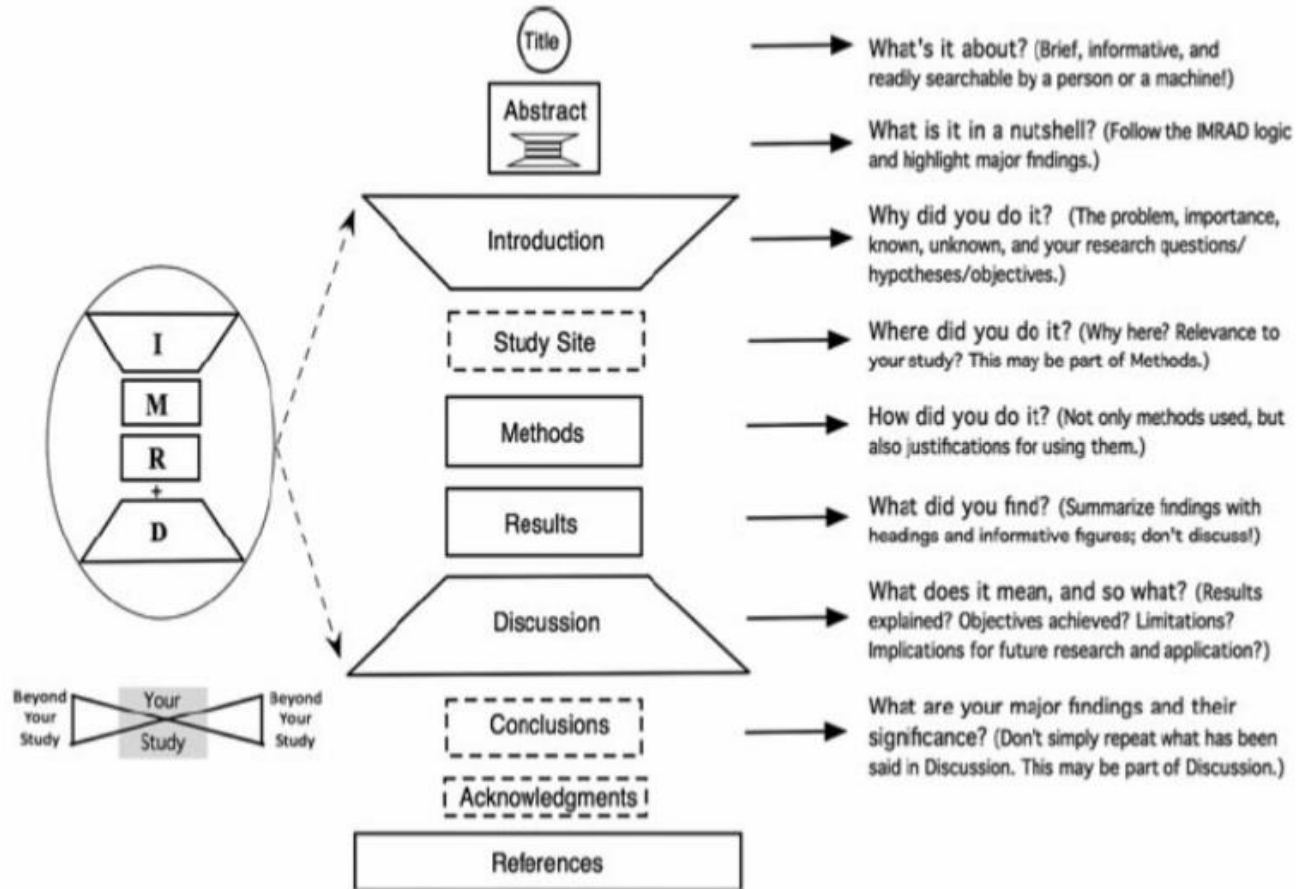 Title
What's it about? (Brief, informative, and
readily searchable by a person or a machine!)
Abstract
What is it in a nutshell? (Follow the IMRAD logic
and highlight major findings.)
Introduction
Why did you do it? (The problem, importance,
known, unknown, and your research questions/
hypotheses/objectives.)
Study Site
Where did you do it? (Why here? Relevance to
your study? This may be part of Methods.)
Methods
How did you do it? (Not only methods used, but
also justifications for using them.)
Results
What did you find? (Summarize findings with
headings and informative figures; don't discuss!)
Discussion
What does it mean, and so what? (Results
explained? Objectives achieved? Limitations?
Implications for future research and application?)
Conclusions
What are your major findings and their
significance? (Don't simply repeat what has been
said in Discussion. This may be part of Discussion.)
Acknowledgments
References
I
M
R
+
D
Beyond
Your
Study
Your
Study
Beyond
Your
Study